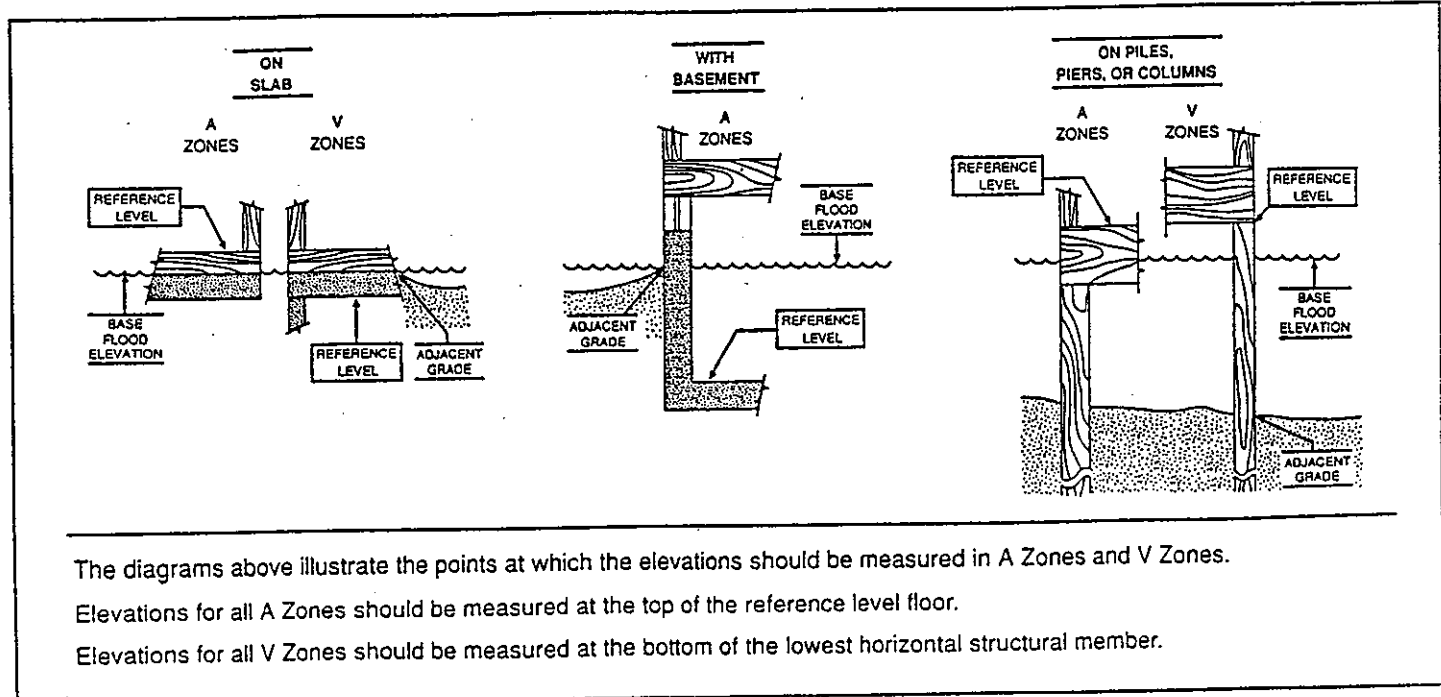 ON
SLAB
A
ZONES
V
ZONES
REFERENCE
LEVEL
BASE
FLOOD
ELEVATION
REFERENCE
LEVEL
ADJACENT
GRADE
WITH
BASEMENT
A
ZONES
BASE
FLOOD
ELEVATION
ADJACENT
GRADE
REFERENCE
LEVEL
ON PILES,
PIERS, OR COLUMNS
A
ZONES
V
ZONES
REFERENCE
LEVEL
REFERENCE
LEVEL
BASE
FLOOD
ELEVATION
ADJACENT
GRADE
The diagrams above illustrate the points at which the elevations should be measured in A Zones and V Zones.
Elevations for all A Zones should be measured at the top of the reference level floor.
Elevations for all V Zones should be measured at the bottom of the lowest horizontal structural member.